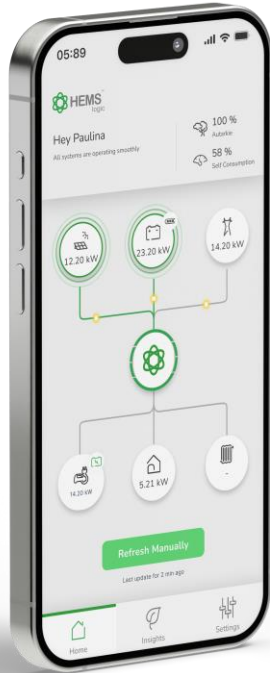 05:89
HEMS™
logic
Hey Paulina
All systems are operating smoothly
100 %
Autarkie
58 %
Self Consumption
12.20 kW
23.20 kW
14.20 kW
14.20 kW
5.21 kW
-
Refresh Manually
Last update for 2 min ago
Home
Insights
Settings